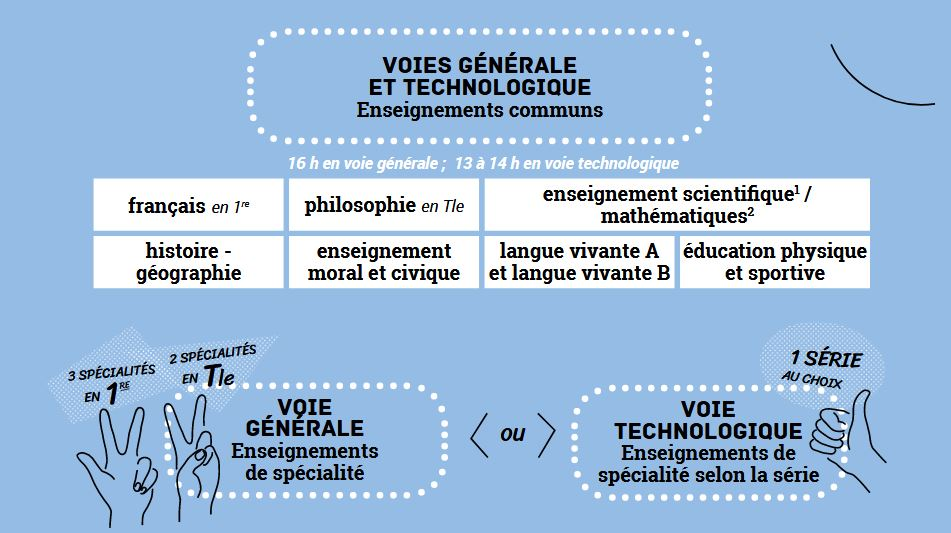 VOIES GÉNÉRALE
ET TECHNOLOGIQUE
Enseignements communs
16 h en voie générale ; 13 à 14 h en voie technologique
français en 1re
philosophie en Tle
enseignement scientifique1 /
mathématiques2
histoire -
géographie
enseignement
moral et civique
langue vivante A
et langue vivante B
éducation physique
et sportive
3 SPÉCIALITÉS
EN 1RE
2 SPÉCIALITÉS
EN Tle
VOIE
GÉNÉRALE
Enseignements
de spécialité
ou
1 SÉRIE
AU CHOIX
VOIE
TECHNOLOGIQUE
Enseignements de
spécialité selon la série